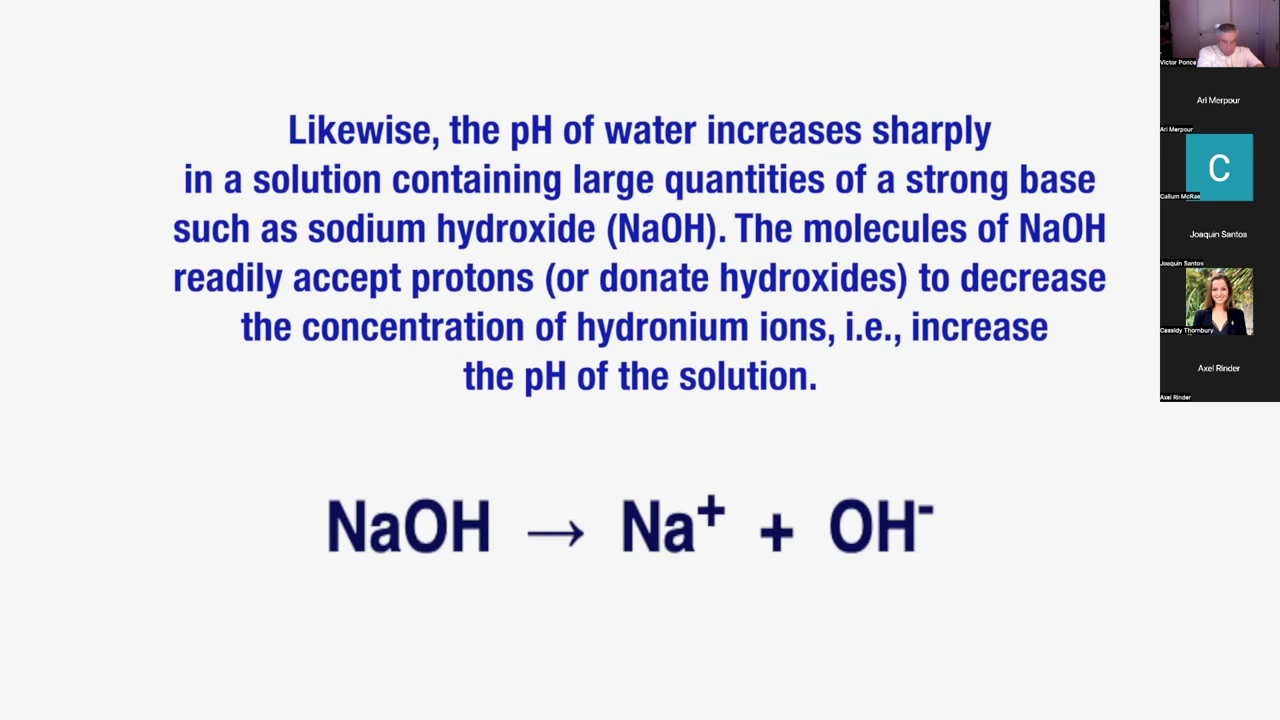 Likewise, the pH of water increases sharply
in a solution containing large quantities of a strong base
such as sodium hydroxide (NaOH). The molecules of NaOH
readily accept protons (or donate hydroxides) to decrease
the concentration of hydronium ions, i.e., increase
the pH of the solution.
NaOH → Na⁺ + OH⁻
Victor Ponce
Ari Merpour
Ari Merpour
C
Callum McRae
Joaquin Santos
Joaquin Santos
Cassidy Thornbury
Axel Rinder
Axel Rinder